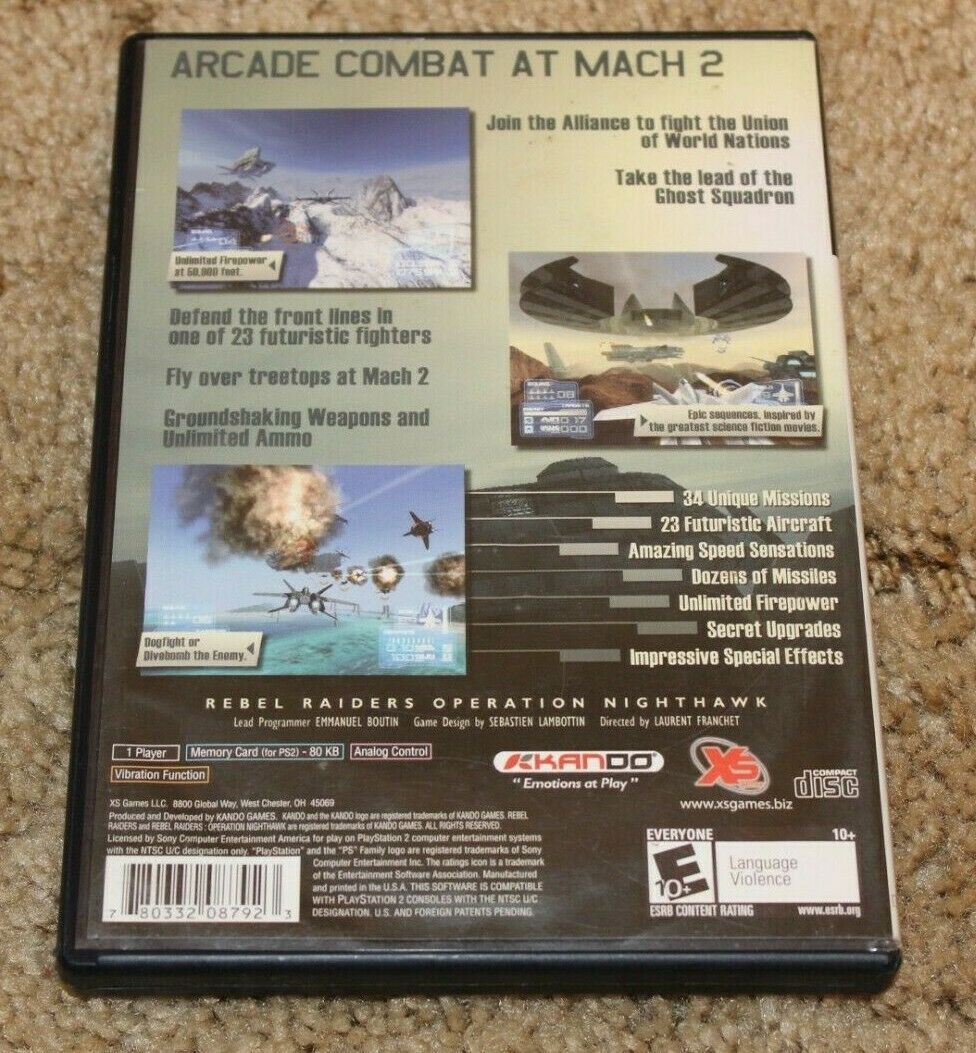 ARCADE COMBAT AT MACH 2
Join the Alliance to fight the Union
of World Nations
Take the lead of the
Ghost Squadron
Unlimited Firepower
at 50,000 feet.
Defend the front lines in
one of 23 futuristic fighters
Fly over treetops at Mach 2
Groundshaking Weapons and
Unlimited Ammo
Epic sequences, inspired by
the greatest science fiction movies.
34 Unique Missions
23 Futuristic Aircraft
Amazing Speed Sensations
Dozens of Missiles
Unlimited Firepower
Secret Upgrades
Impressive Special Effects
Dogfight or
Divebomb the Enemy.
REBEL RAIDERS OPERATION NIGHTHAWK
Lead Programmer EMMANUEL BOUTIN Game Design by SEBASTIEN LAMBOTTIN Directed by LAURENT FRANCHET
1 Player Memory Card (for PS2) - 80 KB Analog Control
Vibration Function
KANDO
"Emotions at Play"
XS
www.xsgames.biz
COMPACT
disc
XS Games LLC. 8800 Global Way, West Chester, OH 45069
Produced and Developed by KANDO GAMES. KANDO and the KANDO logo are registered trademarks of KANDO GAMES. REBEL
RAIDERS and REBEL RAIDERS : OPERATION NIGHTHAWK are registered trademarks of KANDO GAMES. ALL RIGHTS RESERVED.
Licensed by Sony Computer Entertainment America for play on PlayStation 2 computer entertainment systems
with the NTSC U/C designation only. "PlayStation" and the "PS" Family logo are registered trademarks of Sony
Computer Entertainment Inc. The ratings icon is a trademark
of the Entertainment Software Association. Manufactured
and printed in the U.S.A. THIS SOFTWARE IS COMPATIBLE
WITH PLAYSTATION 2 CONSOLES WITH THE NTSC U/C
DESIGNATION. U.S. AND FOREIGN PATENTS PENDING.
7 80332 08792 3
EVERYONE 10+
E
10+
Language
Violence
ESRB CONTENT RATING www.esrb.org